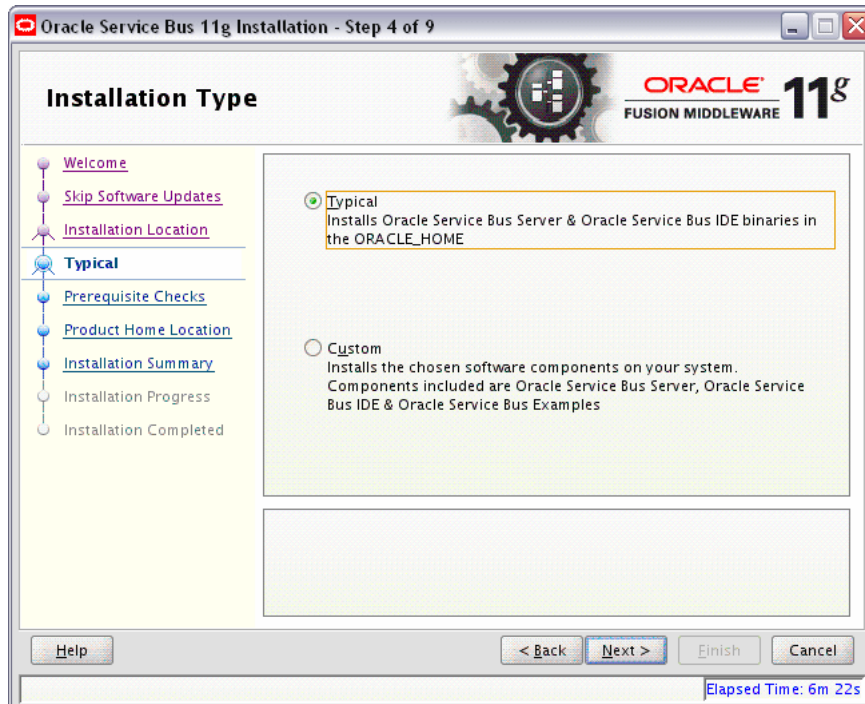 Oracle Service Bus 11g Installation - Step 4 of 9
Installation Type
ORACLE
FUSION MIDDLEWARE
11g
Welcome
Skip Software Updates
Installation Location
Typical
Prerequisite Checks
Product Home Location
Installation Summary
Installation Progress
Installation Completed
Typical
Installs Oracle Service Bus Server & Oracle Service Bus IDE binaries in
the ORACLE_HOME
Custom
Installs the chosen software components on your system.
Components included are Oracle Service Bus Server, Oracle Service
Bus IDE & Oracle Service Bus Examples
Help
< Back
Next >
Finish
Cancel
Elapsed Time: 6m 22s